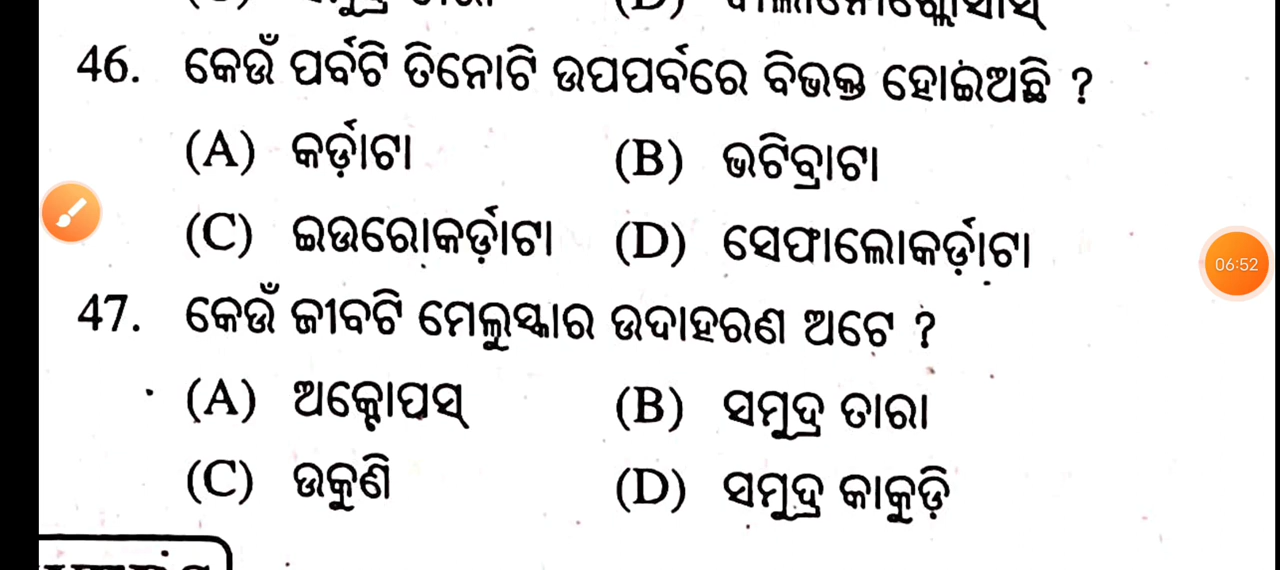 46. କେଉଁ ପର୍ବଟି ତିନୋଟି ଉପପର୍ବରେ ବିଭକ୍ତ ହୋଇଅଛି ?
(A) କର୍ଡ଼ାଟା (B) ଭଟିବ୍ରାଟା
(C) ଇଉରୋକର୍ଡ଼ାଟା (D) ସେଫାଲୋକର୍ଡ଼ାଟା
06:52
47. କେଉଁ ଜୀବଟି ମେଲୁସ୍କାର ଉଦାହରଣ ଅଟେ ?
(A) ଅକ୍ଟୋପସ୍ (B) ସମୁଦ୍ର ତାରା
(C) ଉକୁଣି (D) ସମୁଦ୍ର କାକୁଡ଼ି